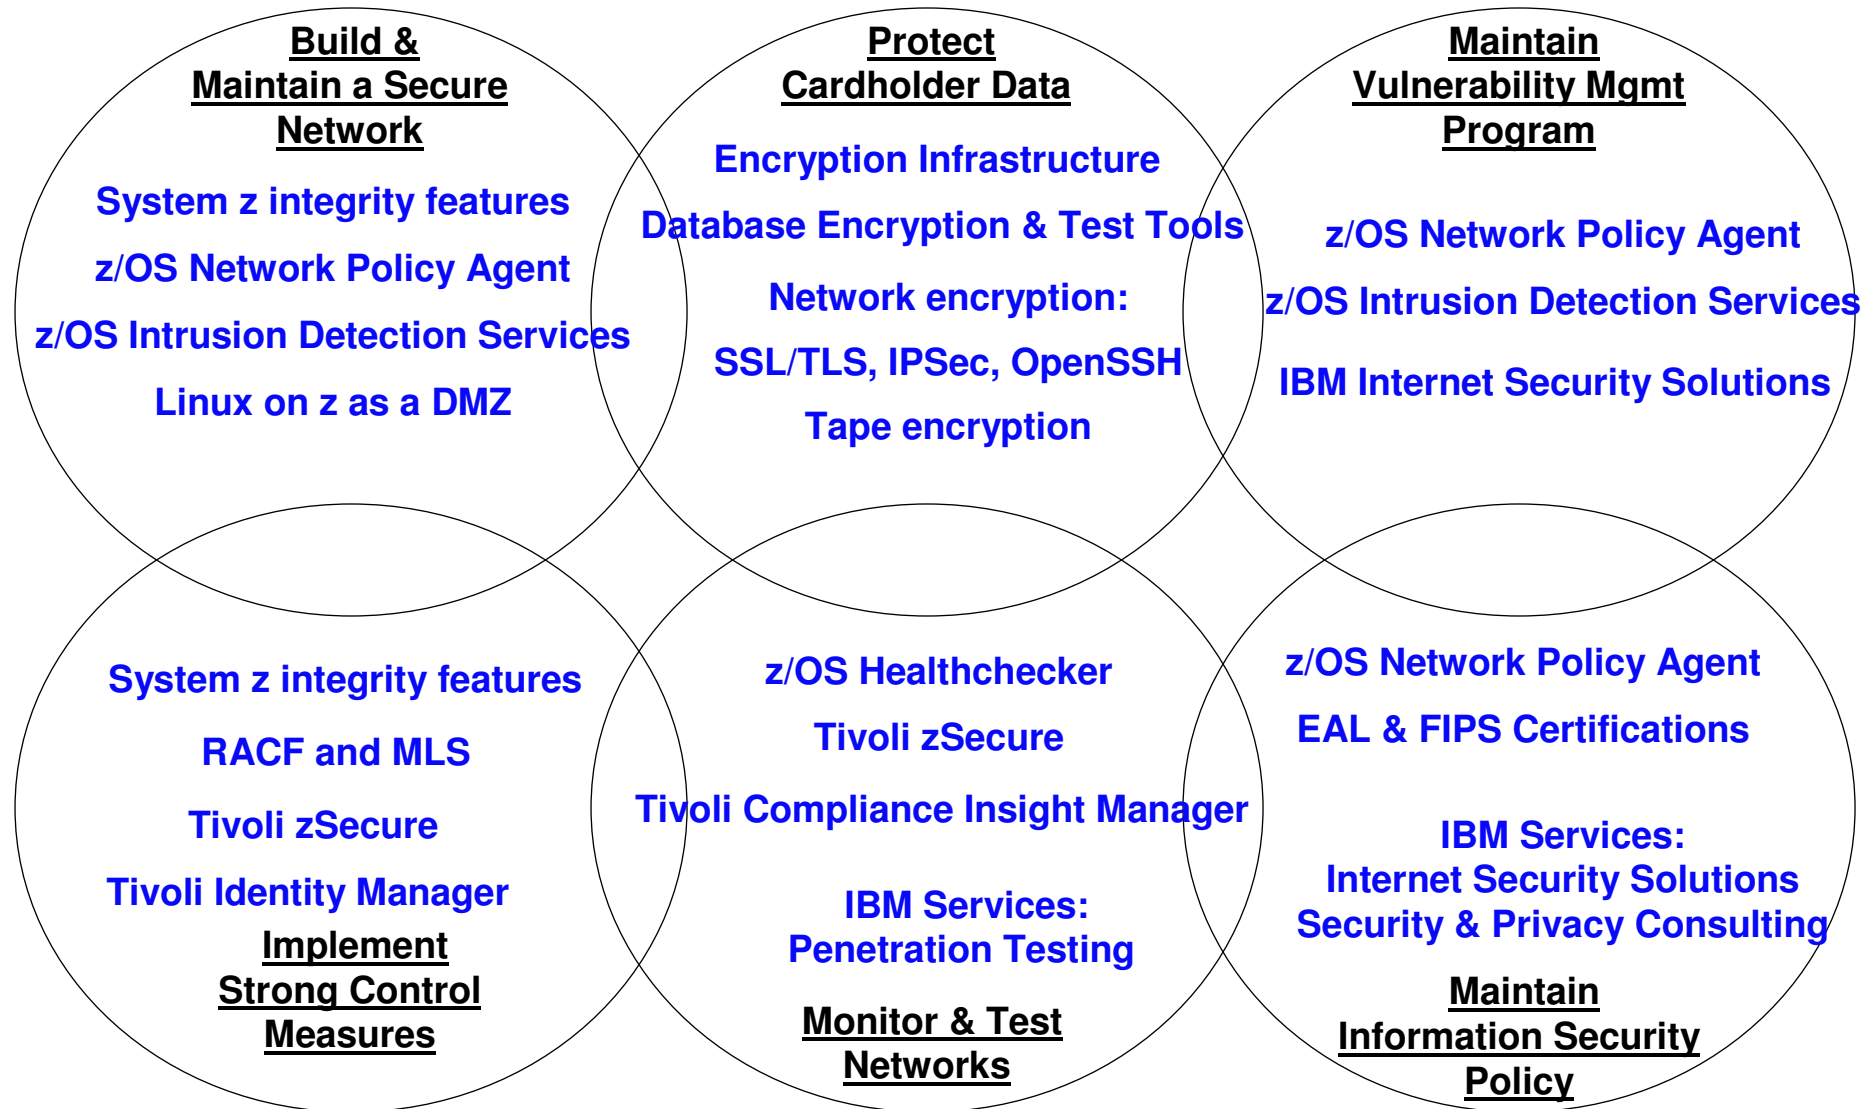 Build &
Maintain a Secure
Network
System z integrity features
z/OS Network Policy Agent
z/OS Intrusion Detection Services
Linux on z as a DMZ
Protect
Cardholder Data
Encryption Infrastructure
Database Encryption & Test Tools
Network encryption:
SSL/TLS, IPSec, OpenSSH
Tape encryption
Maintain
Vulnerability Mgmt
Program
z/OS Network Policy Agent
z/OS Intrusion Detection Services
IBM Internet Security Solutions
System z integrity features
RACF and MLS
Tivoli zSecure
Tivoli Identity Manager
Implement
Strong Control
Measures
z/OS Healthchecker
Tivoli zSecure
Tivoli Compliance Insight Manager
IBM Services:
Penetration Testing
Monitor & Test
Networks
z/OS Network Policy Agent
EAL & FIPS Certifications
IBM Services:
Internet Security Solutions
Security & Privacy Consulting
Maintain
Information Security
Policy